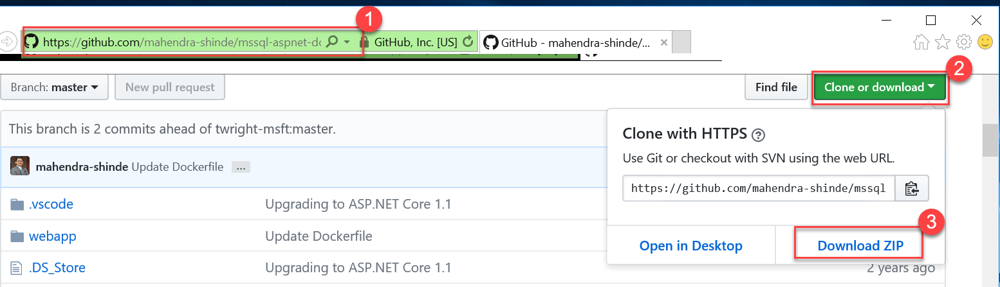 1
https://github.com/mahendra-shinde/mssql-aspnet-do
GitHub, Inc. [US]
GitHub - mahendra-shinde/...
2
Branch: master
New pull request
Find file
Clone or download
This branch is 2 commits ahead of twright-msft:master.
Clone with HTTPS
Use Git or checkout with SVN using the web URL.
mahendra-shinde Update Dockerfile ...
https://github.com/mahendra-shinde/mssql
.vscode Upgrading to ASP.NET Core 1.1
3
webapp Update Dockerfile
Open in Desktop
Download ZIP
.DS_Store Upgrading to ASP.NET Core 1.1 2 years ago